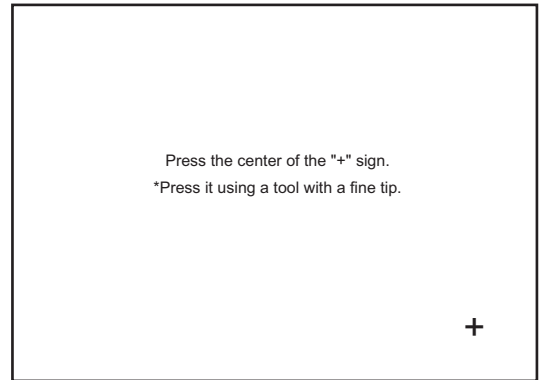 Press the center of the "+" sign.
*Press it using a tool with a fine tip.
+